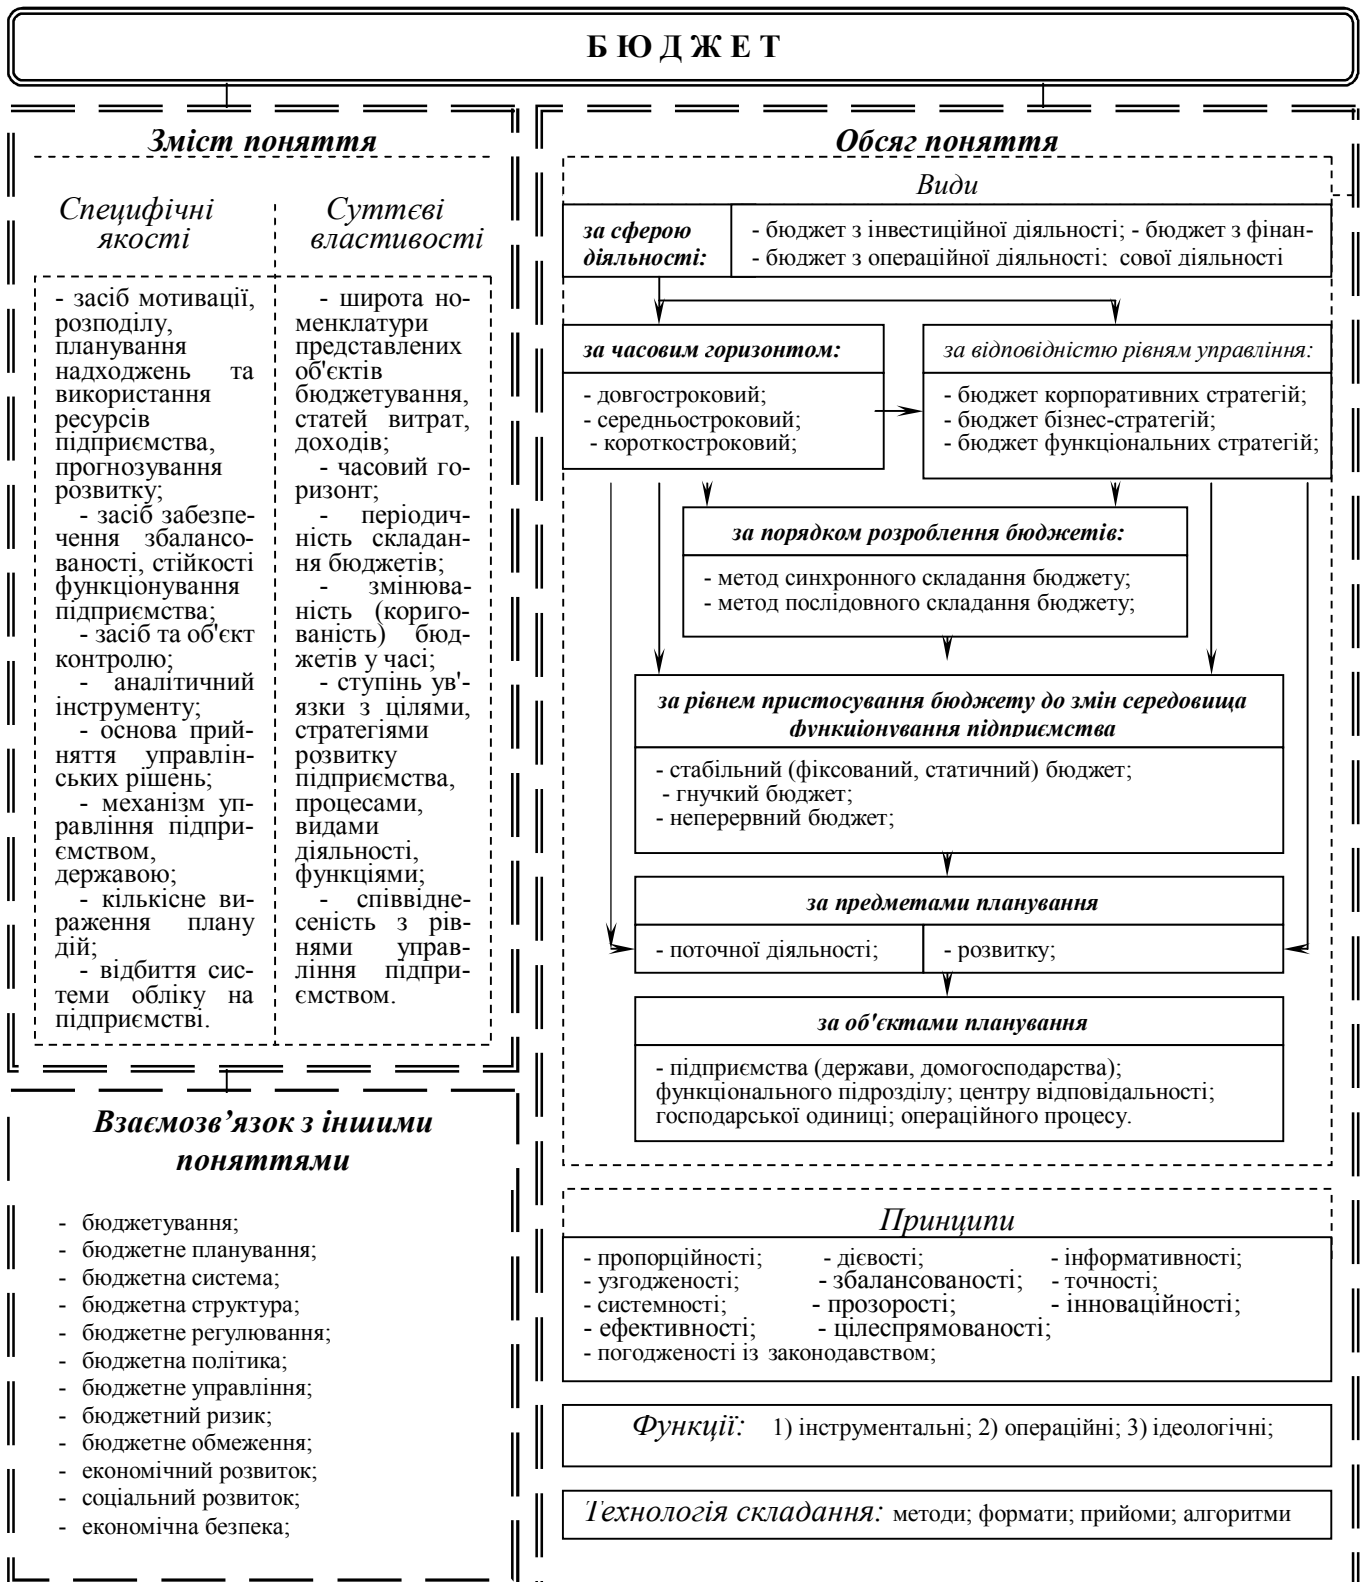 БЮДЖЕТ
Зміст поняття
Специфічні
якості
Суттєві
властивості
- засіб мотивації,
розподілу,
планування
надходжень та
використання
ресурсів
підприємства,
прогнозування
розвитку;
- засіб забезпе-
чення збалансо-
ваності, стійкості
функціонування
підприємства;
- засіб та об'єкт
контролю;
- аналітичний
інструменту;
- основа прий-
няття управлін-
ських рішень;
- механізм уп-
равління підпри-
ємством,
державою;
- кількісне ви-
раження плану
дій;
- відбиття сис-
теми обліку на
підприємстві.
- широта но-
менклатури
представлених
об'єктів
бюджетування,
статей витрат,
доходів;
- часовий го-
ризонт;
- періодич-
ність складан-
ня бюджетів;
- змінюва-
ність (кориго-
ваність) бюд-
жетів у часі;
- ступінь ув'-
язки з цілями,
стратегіями
розвитку
підприємства,
процесами,
видами
діяльності,
функціями;
- співвідне-
сеність з рів-
нями управ-
ління підпри-
ємством.
Взаємозв’язок з іншими
поняттями
- бюджетування;
- бюджетне планування;
- бюджетна система;
- бюджетна структура;
- бюджетне регулювання;
- бюджетна політика;
- бюджетне управління;
- бюджетний ризик;
- бюджетне обмеження;
- економічний розвиток;
- соціальний розвиток;
- економічна безпека;
Обсяг поняття
Види
за сферою
діяльності:
- бюджет з інвестиційної діяльності; - бюджет з фінан-
- бюджет з операційної діяльності; сової діяльності
за часовим горизонтом:
- довгостроковий;
- середньостроковий;
- короткостроковий;
за відповідністю рівням управління:
- бюджет корпоративних стратегій;
- бюджет бізнес-стратегій;
- бюджет функціональних стратегій;
за порядком розроблення бюджетів:
- метод синхронного складання бюджету;
- метод послідовного складання бюджету;
за рівнем пристосування бюджету до змін середовища
функціонування підприємства
- стабільний (фіксований, статичний) бюджет;
- гнучкий бюджет;
- неперервний бюджет;
за предметами планування
- поточної діяльності;
- розвитку;
за об'єктами планування
- підприємства (держави, домогосподарства);
функціонального підрозділу; центру відповідальності;
господарської одиниці; операційного процесу.
Принципи
- пропорційності; - дієвості; - інформативності;
- узгодженості; - збалансованості; - точності;
- системності; - прозорості; - інноваційності;
- ефективності; - цілеспрямованості;
- погодженості із законодавством;
Функції: 1) інструментальні; 2) операційні; 3) ідеологічні;
Технологія складання: методи; формати; прийоми; алгоритми